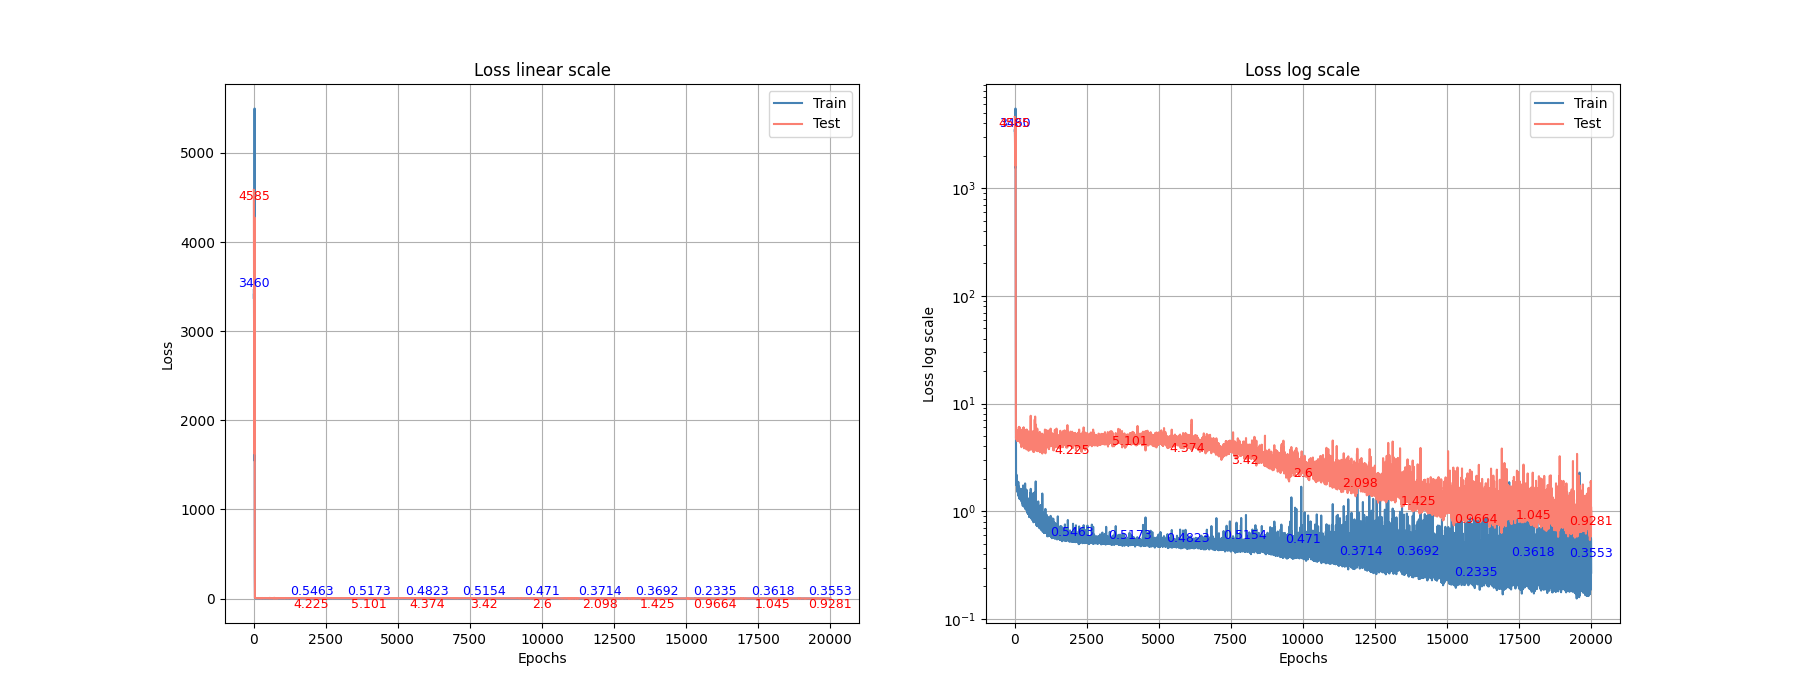 Loss linear scale
Train
Test
5000
4000
3000
2000
1000
0
Loss
4585
3460
0.5463 0.5173 0.4823 0.5154 0.471 0.3714 0.3692 0.2335 0.3618 0.3553
4.225 5.101 4.374 3.42 2.6 2.098 1.425 0.9664 1.045 0.9281
0 2500 5000 7500 10000 12500 15000 17500 20000
Epochs
Loss log scale
Train
Test
10³
10²
10¹
10⁰
10⁻¹
Loss log scale
4.225 5.101 4.374 3.42 2.6 2.098 1.425 0.9664 1.045 0.9281
0.5463 0.5173 0.4823 0.5154 0.471 0.3714 0.3692 0.2335 0.3618 0.3553
0 2500 5000 7500 10000 12500 15000 17500 20000
Epochs